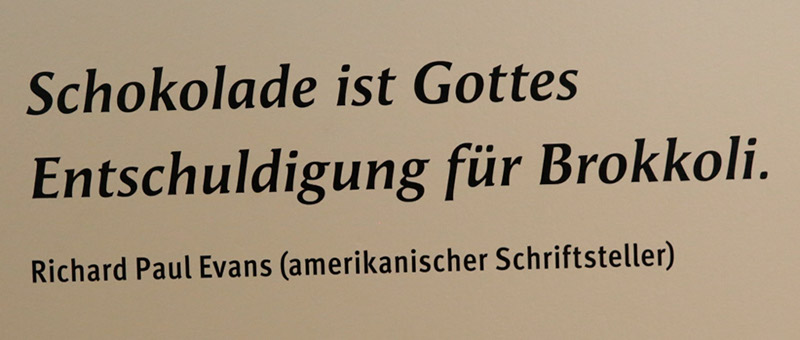 Schokolade ist Gottes
Entschuldigung für Brokkoli.
Richard Paul Evans (amerikanischer Schriftsteller)